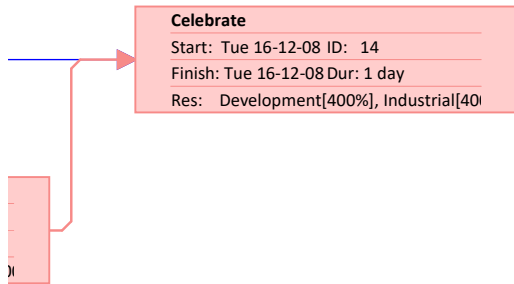 Celebrate
Start: Tue 16-12-08 ID: 14
Finish: Tue 16-12-08 Dur: 1 day
Res: Development[400%], Industrial[40